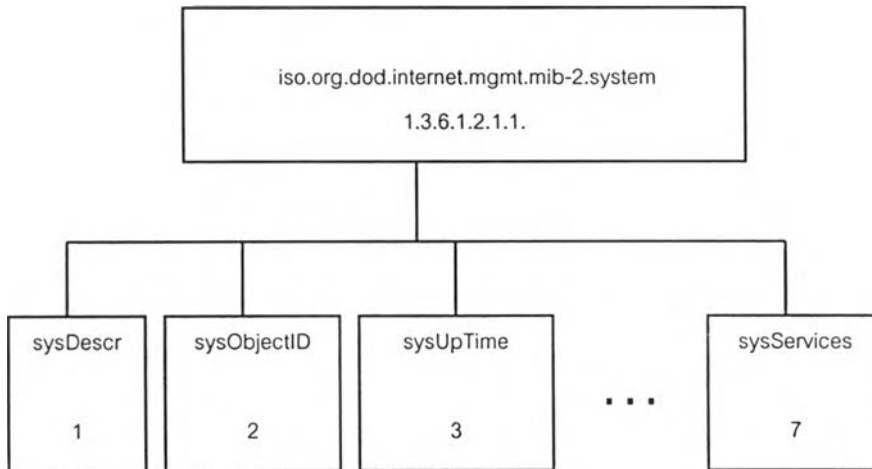 iso.org.dod.internet.mgmt.mib-2.system
1.3.6.1.2.1.1.
sysDescr sysObjectID sysUpTime sysServices
. . .
1 2 3 7